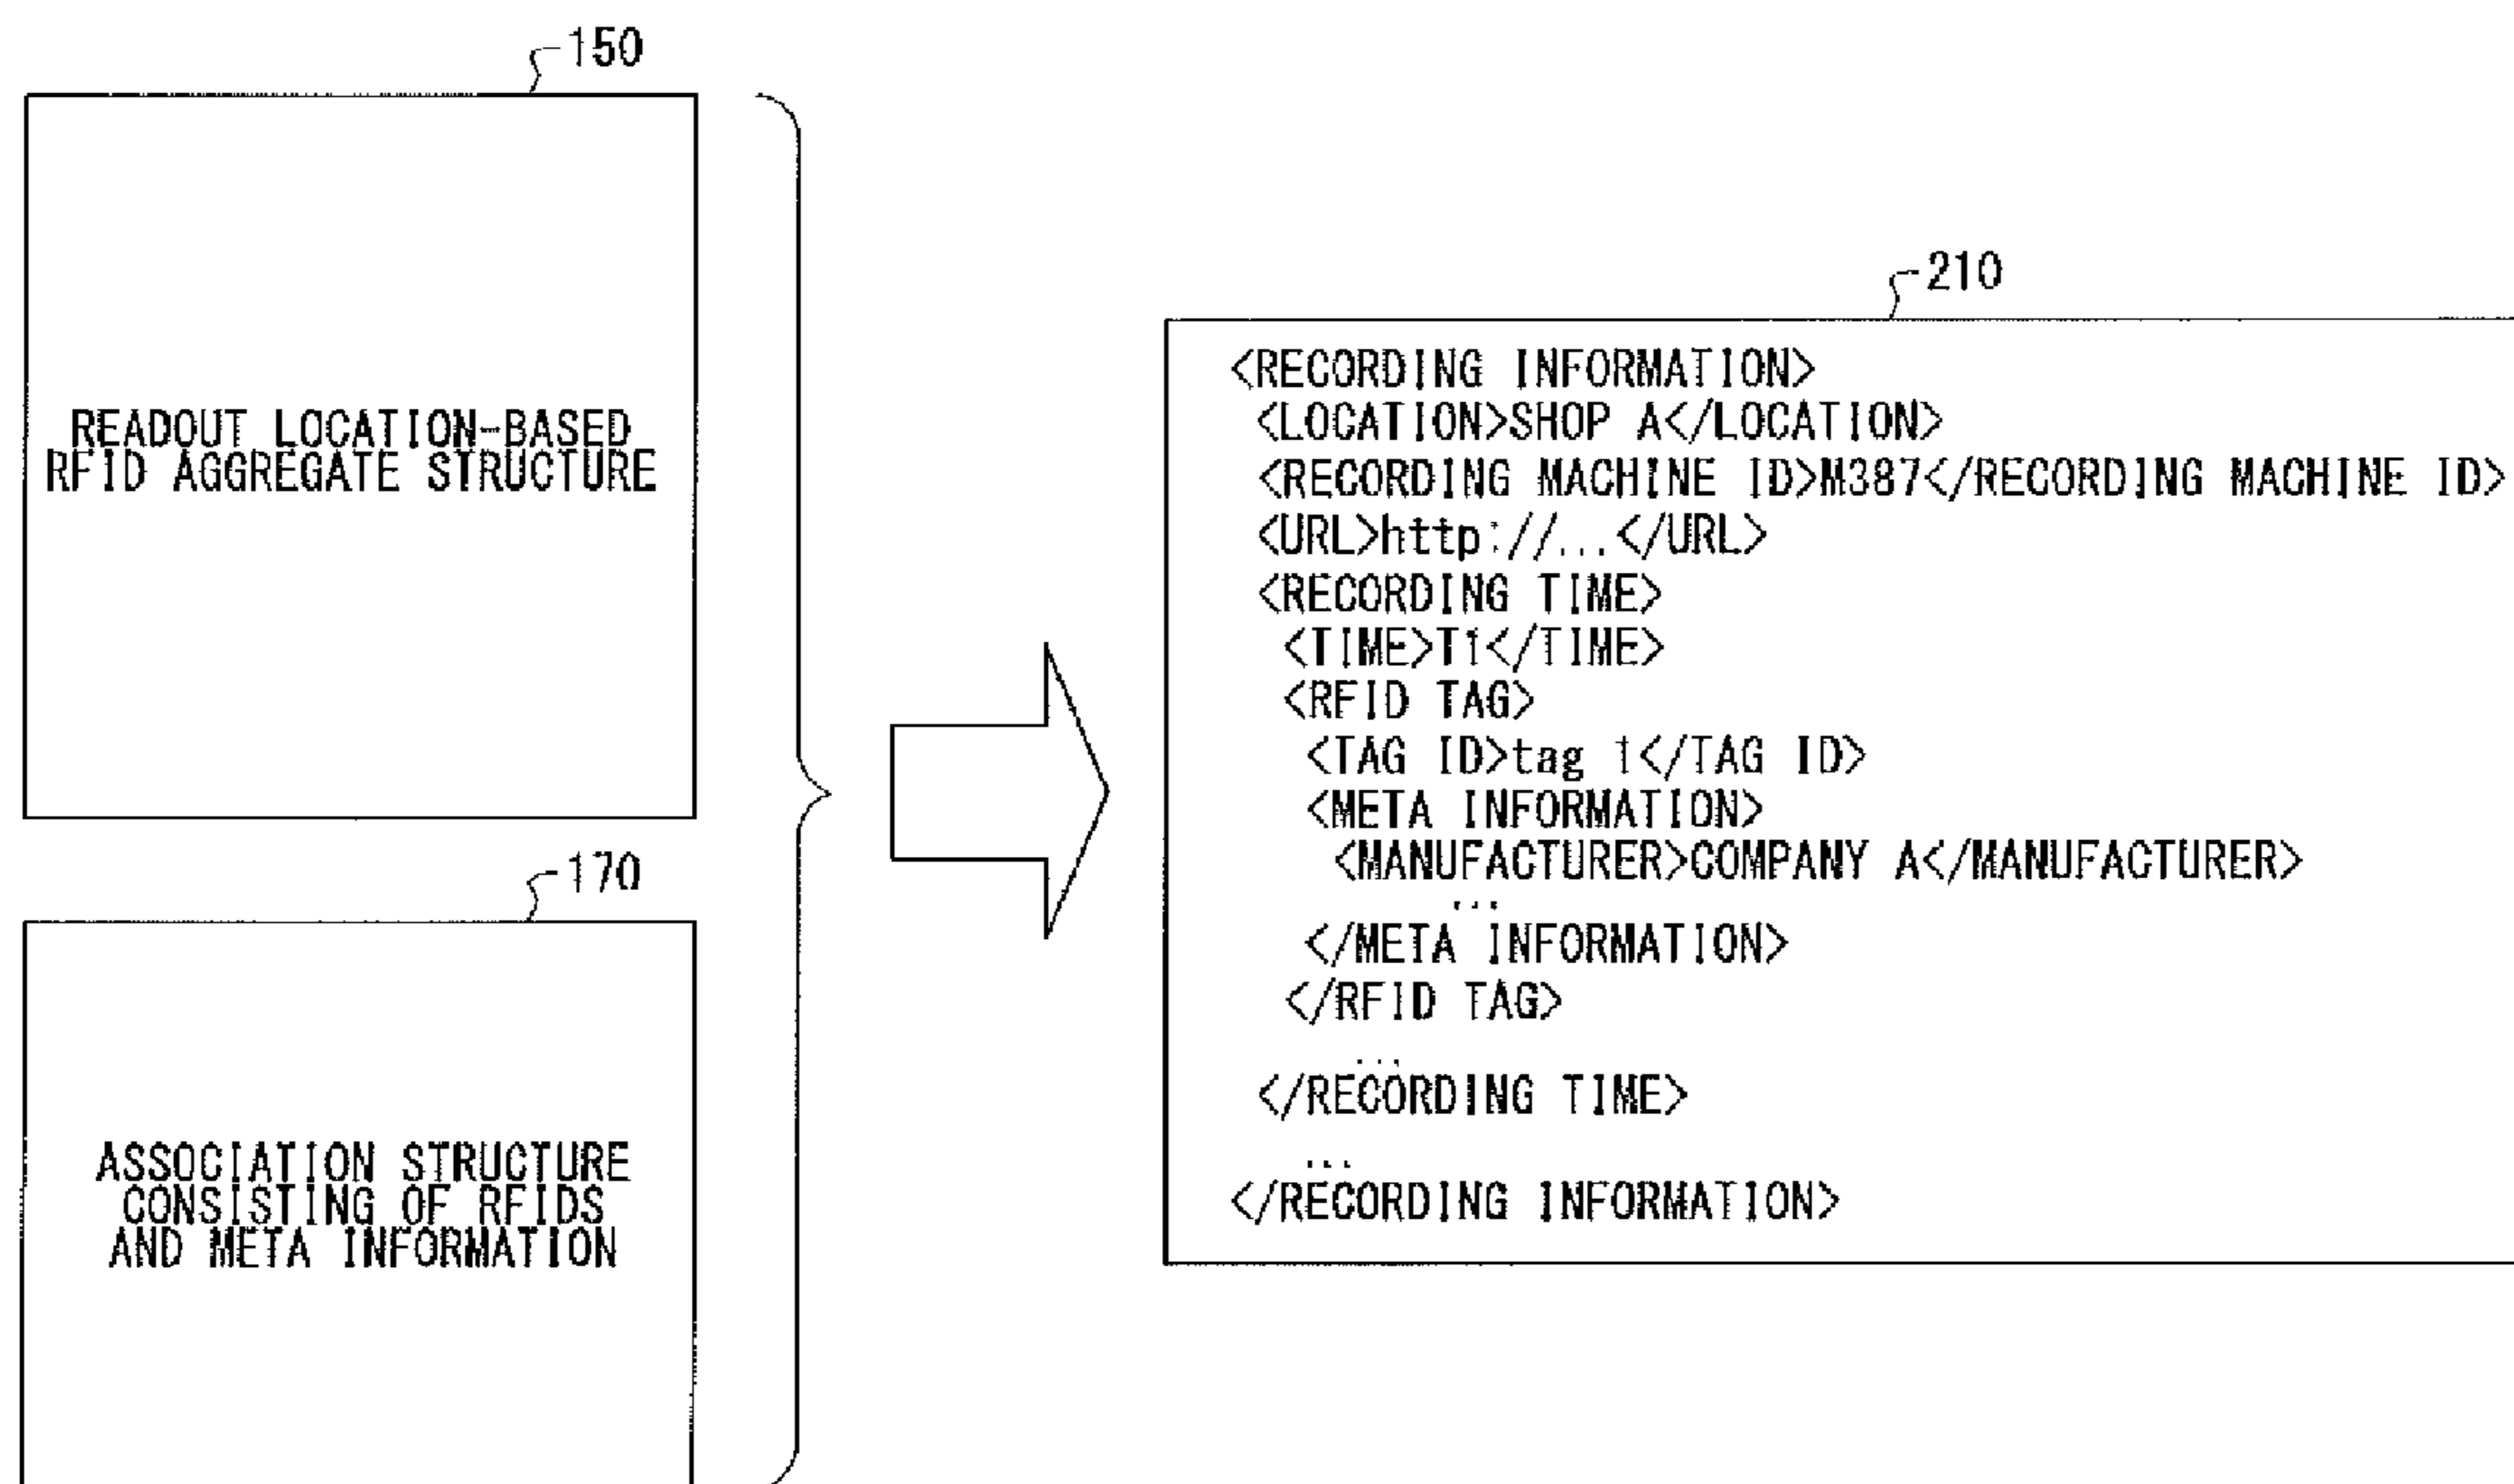 150
READOUT LOCATION-BASED
RFID AGGREGATE STRUCTURE
170
ASSOCIATION STRUCTURE
CONSISTING OF RFIDS
AND META INFORMATION
210
<RECORDING INFORMATION>
<LOCATION>SHOP A</LOCATION>
<RECORDING MACHINE ID>M387</RECORDING MACHINE ID>
<URL>http://...</URL>
<RECORDING TIME>
<TIME>T1</TIME>
<RFID TAG>
<TAG ID>tag 1</TAG ID>
<META INFORMATION>
<MANUFACTURER>COMPANY A</MANUFACTURER>
...
</META INFORMATION>
</RFID TAG>
...
</RECORDING TIME>
...
</RECORDING INFORMATION>